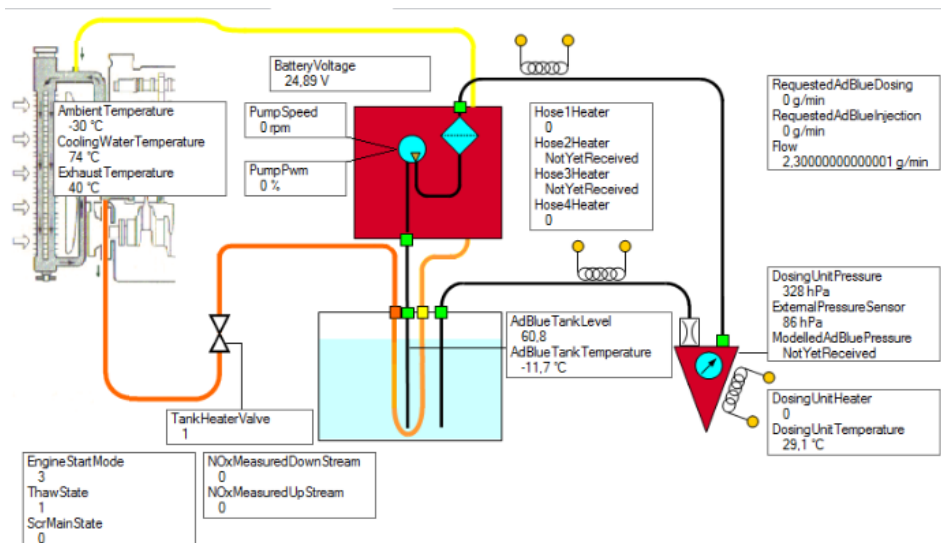 BatteryVoltage
24,89 V
AmbientTemperature
-30 °C
CoolingWaterTemperature
74 °C
ExhaustTemperature
40 °C
PumpSpeed
0 rpm
PumpPwm
0 %
Hose1Heater
0
Hose2Heater
NotYetReceived
Hose3Heater
NotYetReceived
Hose4Heater
0
RequestedAdBlueDosing
0 g/min
RequestedAdBlueInjection
0 g/min
Flow
2,30000000000001 g/min
DosingUnitPressure
328 hPa
ExternalPressureSensor
86 hPa
ModelledAdBluePressure
NotYetReceived
AdBlueTankLevel
60,8
AdBlueTankTemperature
-11,7 °C
DosingUnitHeater
0
DosingUnitTemperature
29,1 °C
TankHeaterValve
1
EngineStartMode
3
ThawState
1
ScrMainState
0
NOxMeasuredDownStream
0
NOxMeasuredUpStream
0